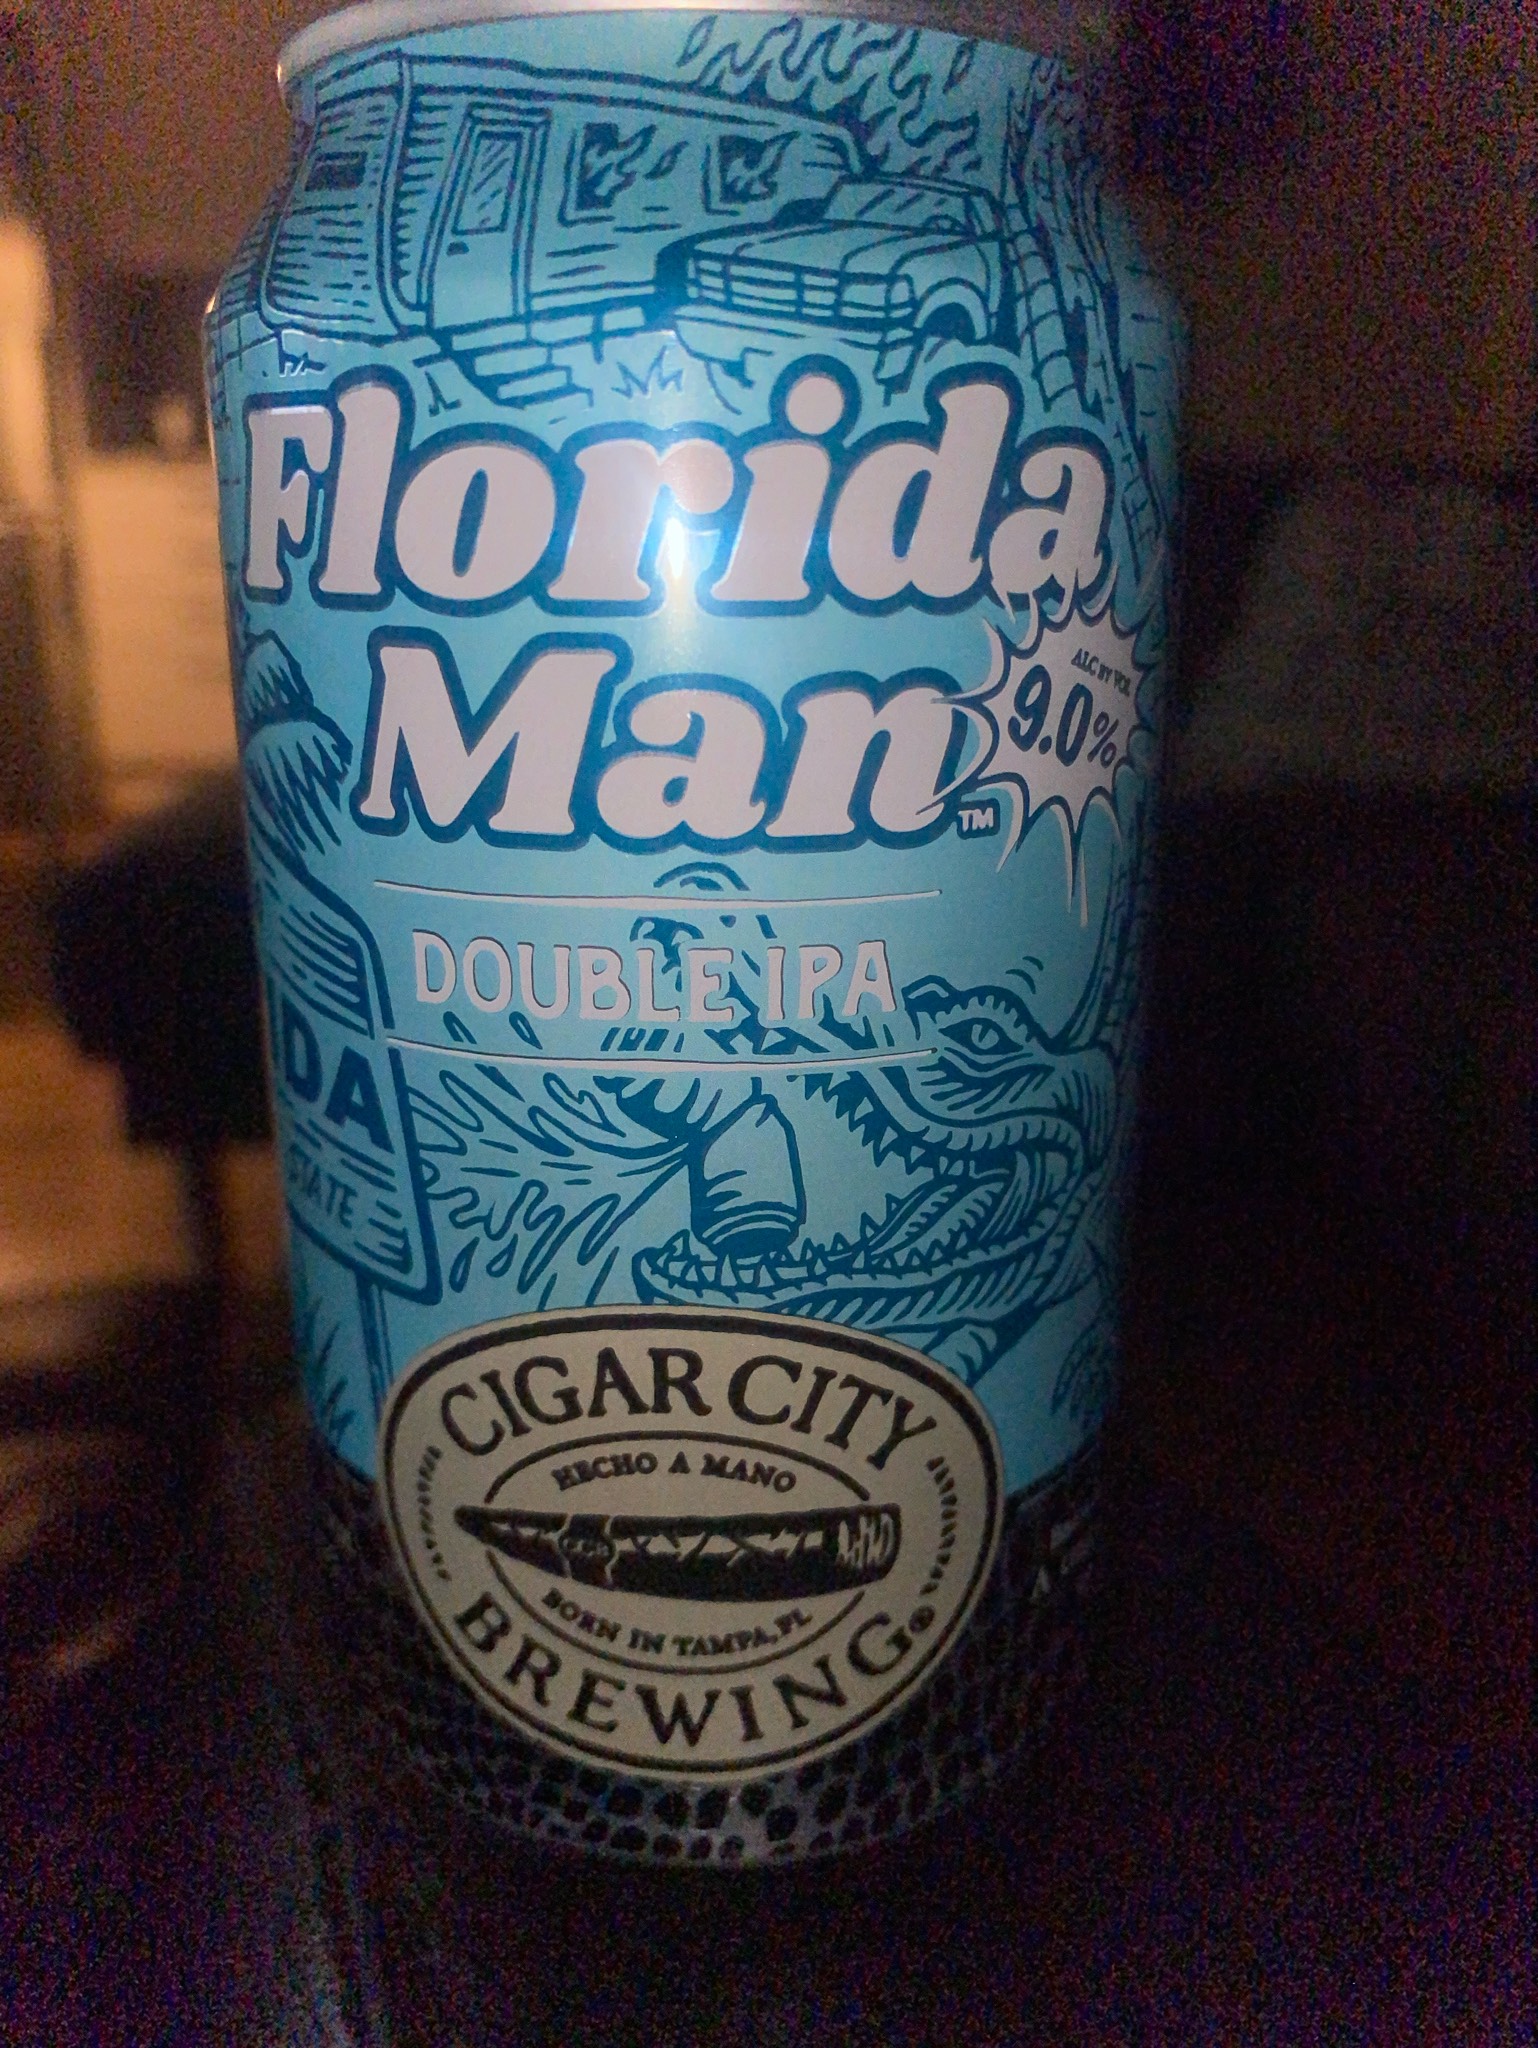 Florida
Man™
ALC BY VOL
9.0%
DOUBLE IPA
DA
STATE
CIGAR CITY
HECHO A MANO
BORN IN TAMPA, FL
BREWING®